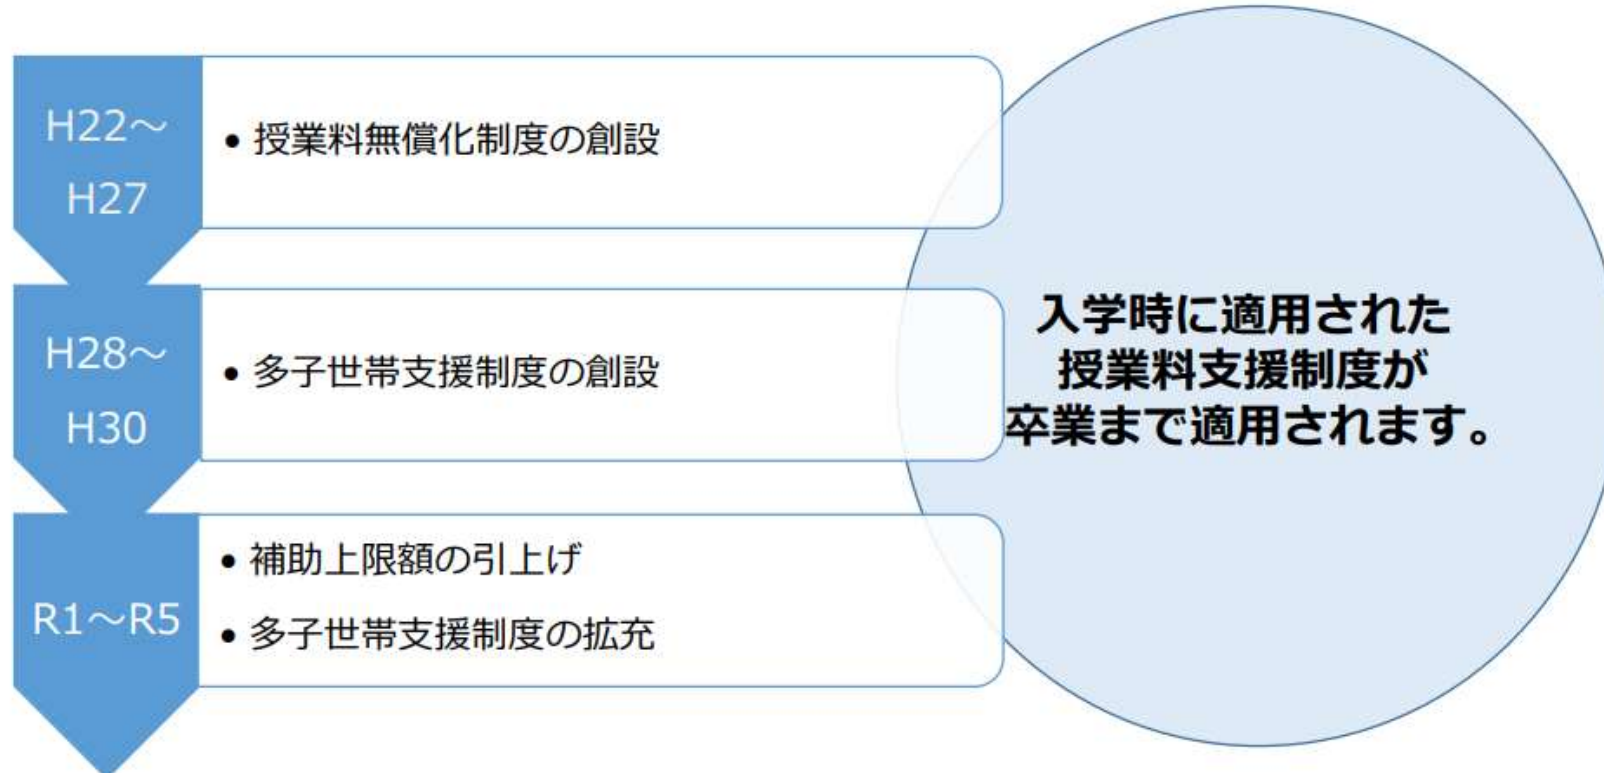 H22～
H27
• 授業料無償化制度の創設
H28～
H30
• 多子世帯支援制度の創設
R1～R5
• 補助上限額の引上げ
• 多子世帯支援制度の拡充
入学時に適用された
授業料支援制度が
卒業まで適用されます。